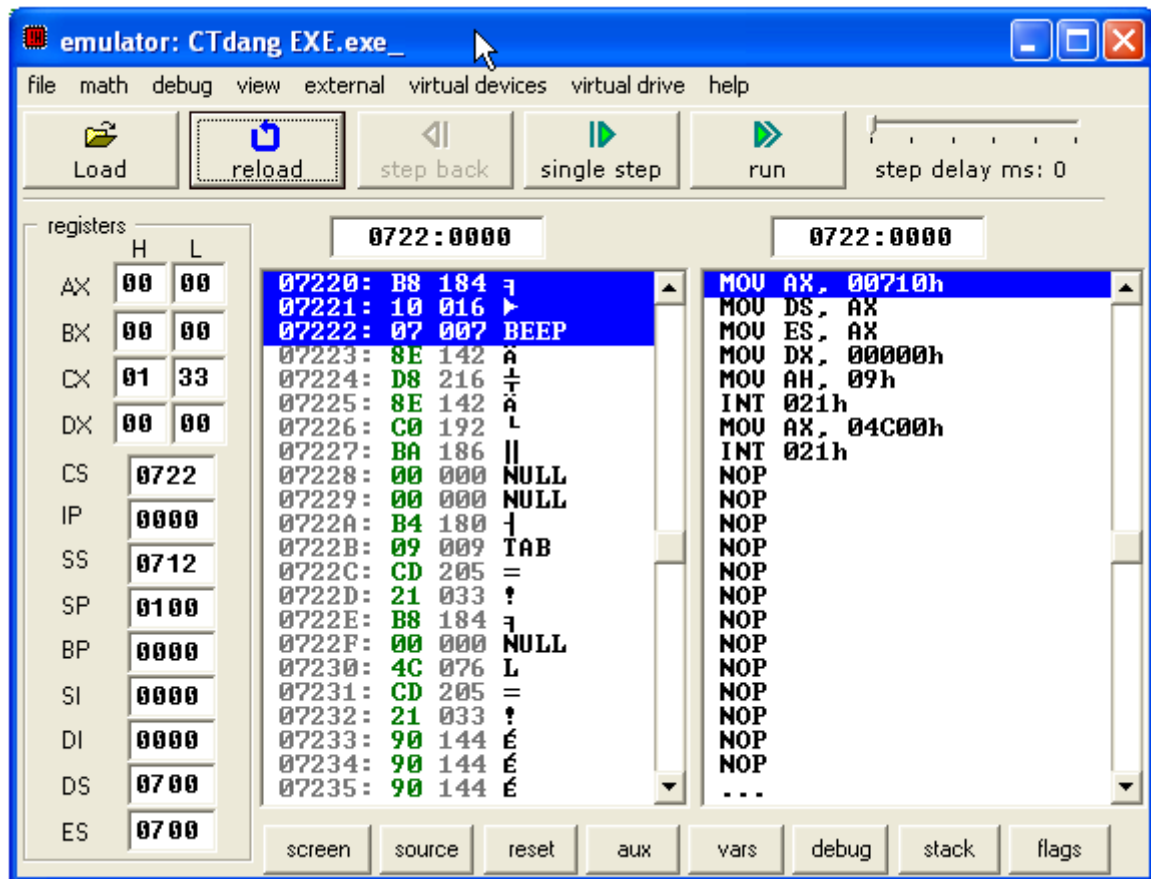 emulator: CTdang EXE.exe_
file math debug view external virtual devices virtual drive help
Load reload step back single step run step delay ms: 0
registers
H L
0722:0000 0722:0000
AX 00 00
BX 00 00
CX 01 33
DX 00 00
CS 0722
IP 0000
SS 0712
SP 0100
BP 0000
SI 0000
DI 0000
DS 0700
ES 0700
07220: B8 184 ╕
07221: 10 016 ►
07222: 07 007 BEEP
07223: 8E 142 Ä
07224: D8 216 ╪
07225: 8E 142 Ä
07226: C0 192 └
07227: BA 186 ║
07228: 00 000 NULL
07229: 00 000 NULL
0722A: B4 180 ┤
0722B: 09 009 TAB
0722C: CD 205 =
0722D: 21 033 !
0722E: B8 184 ╕
0722F: 00 000 NULL
07230: 4C 076 L
07231: CD 205 =
07232: 21 033 !
07233: 90 144 É
07234: 90 144 É
07235: 90 144 É
MOV AX, 00710h
MOV DS, AX
MOV ES, AX
MOV DX, 00000h
MOV AH, 09h
INT 021h
MOV AX, 04C00h
INT 021h
NOP
NOP
NOP
NOP
NOP
NOP
NOP
NOP
NOP
NOP
NOP
NOP
NOP
...
screen source reset aux vars debug stack flags